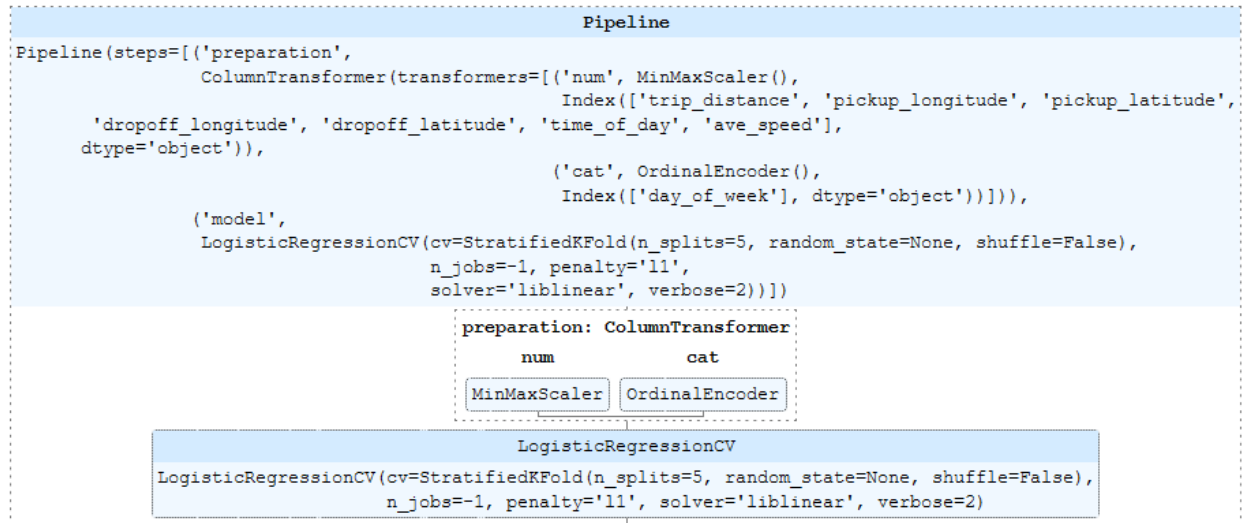 Pipeline
Pipeline(steps=[('preparation',
ColumnTransformer(transformers=[('num', MinMaxScaler(),
Index(['trip_distance', 'pickup_longitude', 'pickup_latitude',
'dropoff_longitude', 'dropoff_latitude', 'time_of_day', 'ave_speed'],
dtype='object')),
('cat', OrdinalEncoder(),
Index(['day_of_week'], dtype='object'))])),
('model',
LogisticRegressionCV(cv=StratifiedKFold(n_splits=5, random_state=None, shuffle=False),
n_jobs=-1, penalty='l1',
solver='liblinear', verbose=2))])
preparation: ColumnTransformer
num cat
MinMaxScaler OrdinalEncoder
LogisticRegressionCV
LogisticRegressionCV(cv=StratifiedKFold(n_splits=5, random_state=None, shuffle=False),
n_jobs=-1, penalty='l1', solver='liblinear', verbose=2)